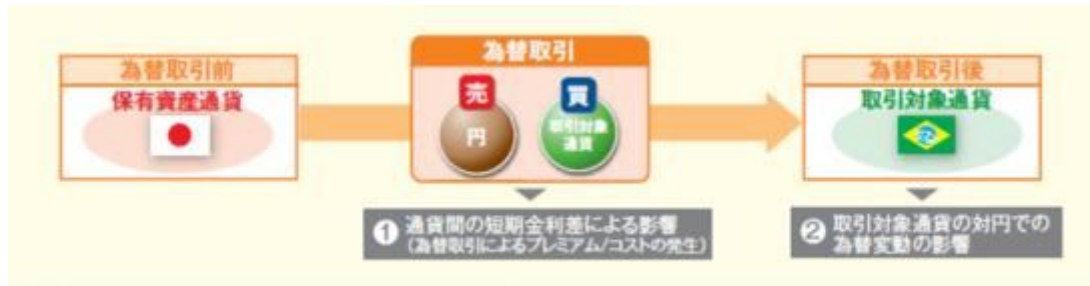 為替取引前
保有資産通貨
為替取引
売
円
買
取引対象
通貨
為替取引後
取引対象通貨
❶ 通貨間の短期金利差による影響
(為替取引によるプレミアム/コストの発生)
❷ 取引対象通貨の対円での
為替変動の影響